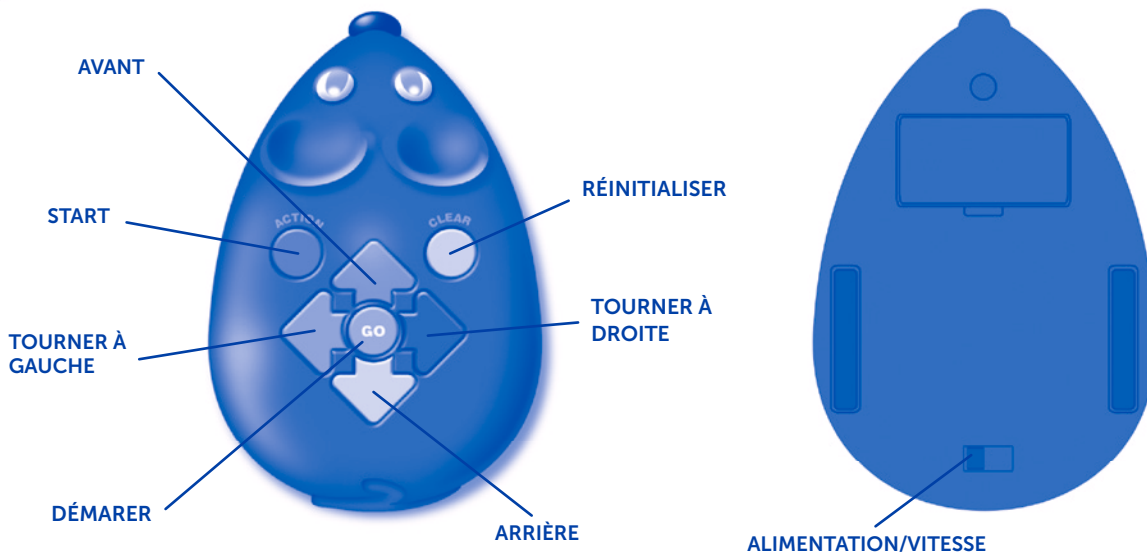 AVANT
RÉINITIALISER
START
ACTION
CLEAR
TOURNER À
GAUCHE
GO
TOURNER À
DROITE
DÉMARER
ARRIÈRE
ALIMENTATION/VITESSE